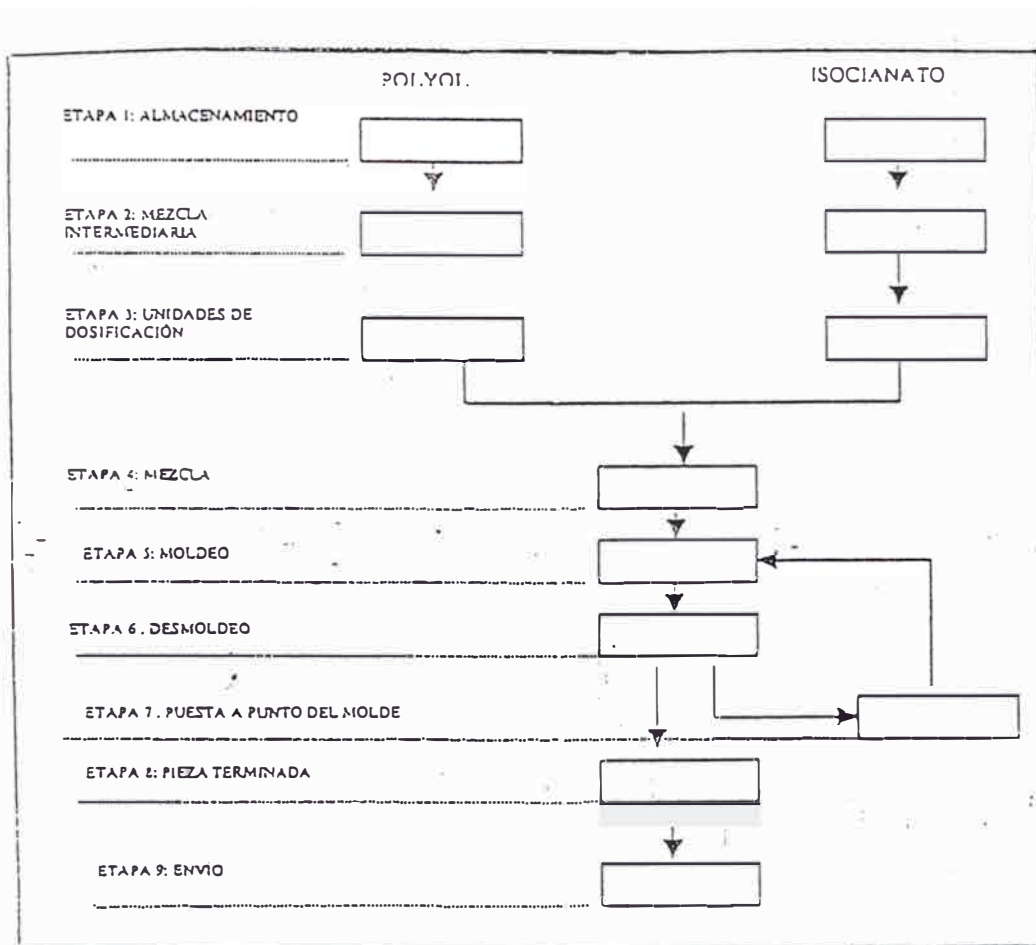 POLYOL
ISOCIANATO
ETAPA 1: ALMACENAMIENTO
ETAPA 2: MEZCLA
INTERMEDIARIA
ETAPA 3: UNIDADES DE
DOSIFICACIÓN
ETAPA 4: MEZCLA
ETAPA 5: MOLDEO
ETAPA 6 . DESMOLDEO
ETAPA 7 . PUESTA A PUNTO DEL MOLDE
ETAPA 8: PIEZA TERMINADA
ETAPA 9: ENVIO